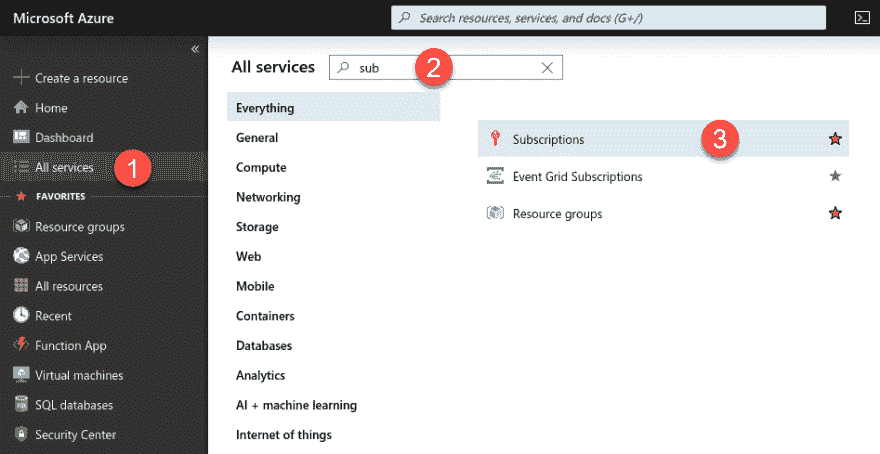 Microsoft Azure
Search resources, services, and docs (G+/)
«
Create a resource
Home
Dashboard
All services
1
FAVORITES
Resource groups
App Services
All resources
Recent
Function App
Virtual machines
SQL databases
Security Center
All services
sub
2
Everything
General
Compute
Networking
Storage
Web
Mobile
Containers
Databases
Analytics
AI + machine learning
Internet of things
Subscriptions
3
Event Grid Subscriptions
Resource groups